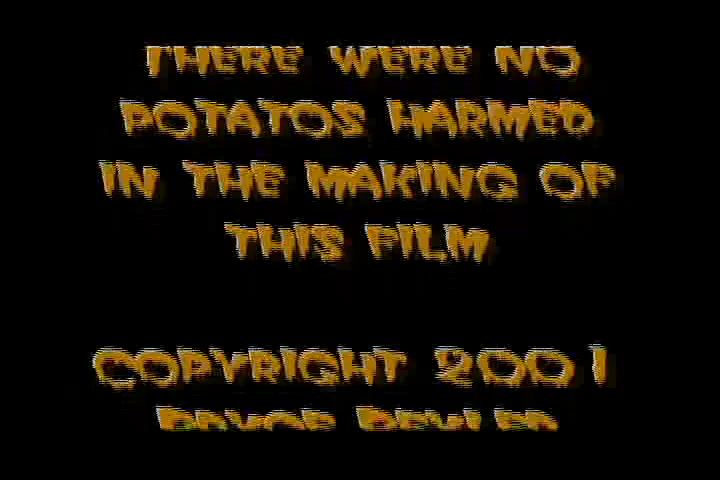 THERE WERE NO
POTATOS HARMED
IN THE MAKING OF
THIS FILM
COPYRIGHT 2001